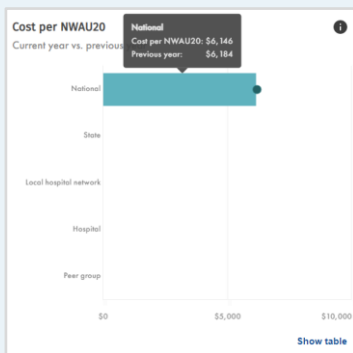 Cost per NWAU20
Current year vs. previous
National
Cost per NWAU20: $6,146
Previous year: $6,184
National
State
Local hospital network
Hospital
Peer group
$0 $5,000 $10,000
Show table